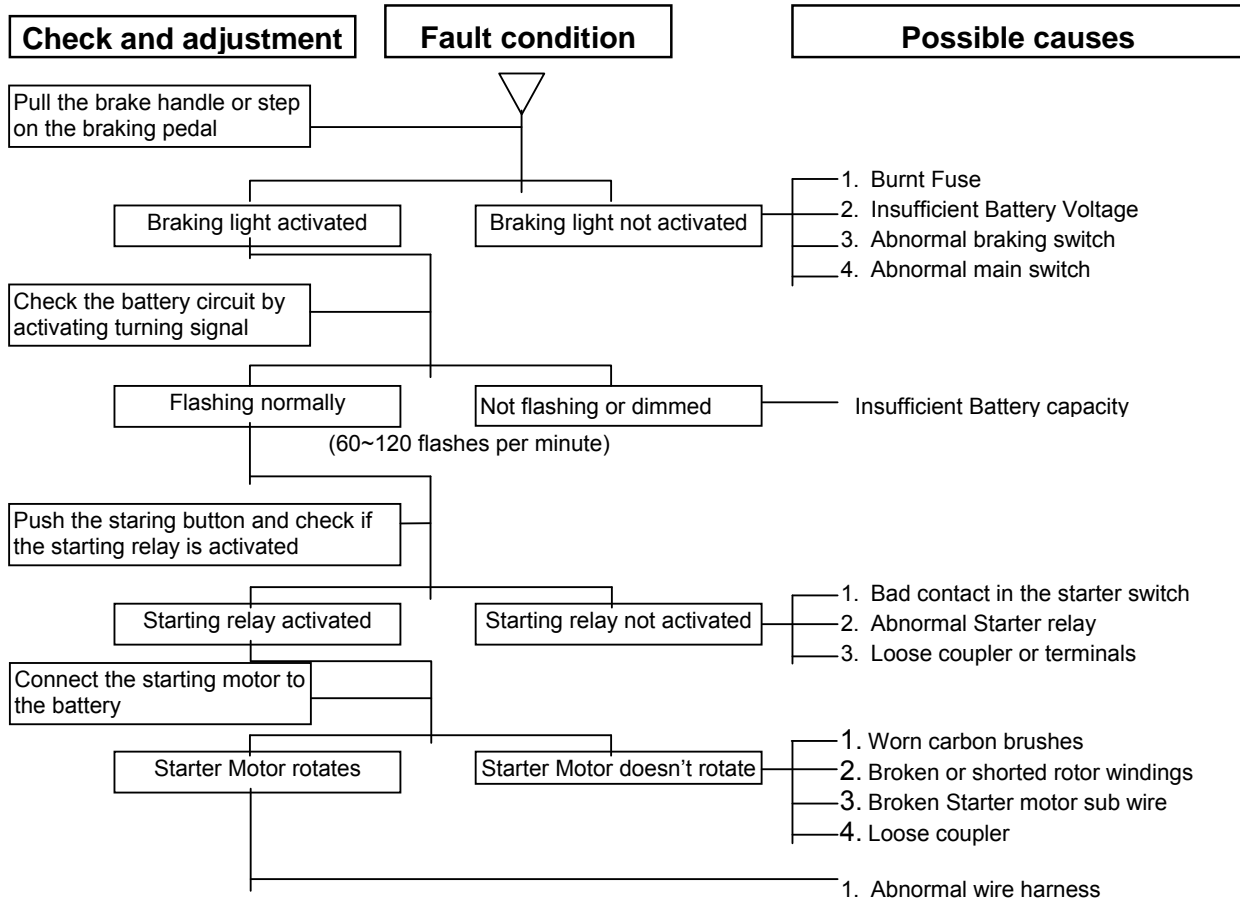 Check and adjustment
Fault condition
Possible causes
Pull the brake handle or step
on the braking pedal
Braking light activated
Braking light not activated
1. Burnt Fuse
2. Insufficient Battery Voltage
3. Abnormal braking switch
4. Abnormal main switch
Check the battery circuit by
activating turning signal
Flashing normally
Not flashing or dimmed
Insufficient Battery capacity
(60~120 flashes per minute)
Push the staring button and check if
the starting relay is activated
Starting relay activated
Starting relay not activated
1. Bad contact in the starter switch
2. Abnormal Starter relay
3. Loose coupler or terminals
Connect the starting motor to
the battery
Starter Motor rotates
Starter Motor doesn't rotate
1. Worn carbon brushes
2. Broken or shorted rotor windings
3. Broken Starter motor sub wire
4. Loose coupler
1. Abnormal wire harness